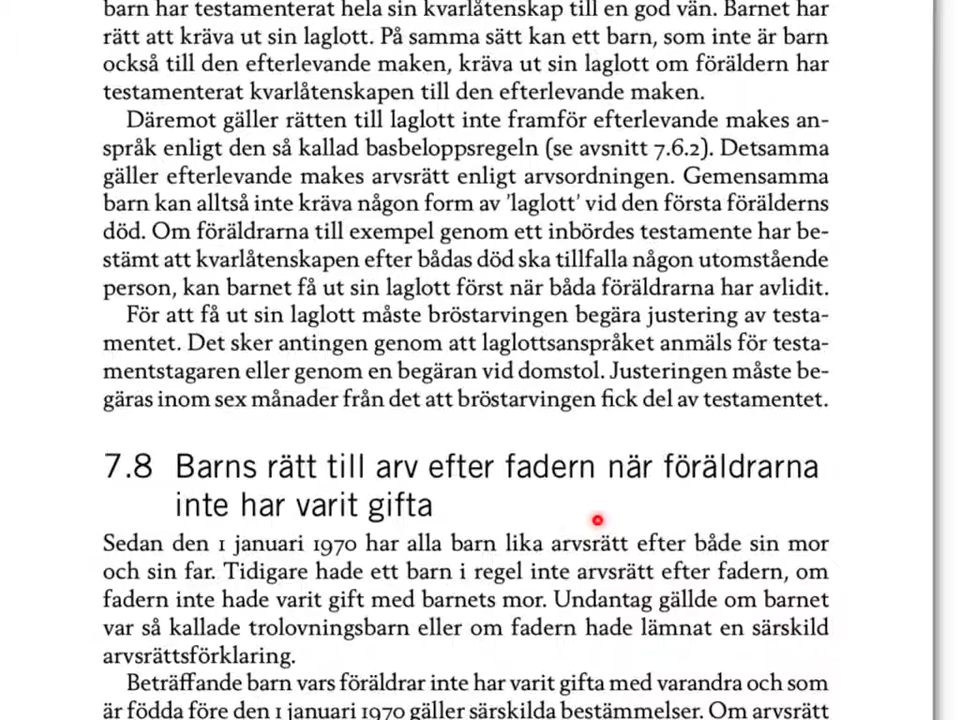 barn har testamenterat hela sin kvarlåtenskap till en god vän. Barnet har
rätt att kräva ut sin laglott. På samma sätt kan ett barn, som inte är barn
också till den efterlevande maken, kräva ut sin laglott om föräldern har
testamenterat kvarlåtenskapen till den efterlevande maken.
Däremot gäller rätten till laglott inte framför efterlevande makes an-
språk enligt den så kallad basbeloppsregeln (se avsnitt 7.6.2). Detsamma
gäller efterlevande makes arvsrätt enligt arvsordningen. Gemensamma
barn kan alltså inte kräva någon form av 'laglott' vid den första förälderns
död. Om föräldrarna till exempel genom ett inbördes testamente har be-
stämt att kvarlåtenskapen efter bådas död ska tillfalla någon utomstående
person, kan barnet få ut sin laglott först när båda föräldrarna har avlidit.
För att få ut sin laglott måste bröstarvingen begära justering av testa-
mentet. Det sker antingen genom att laglottsanspråket anmäls för testa-
mentstagaren eller genom en begäran vid domstol. Justeringen måste be-
gäras inom sex månader från det att bröstarvingen fick del av testamentet.
7.8 Barns rätt till arv efter fadern när föräldrarna
inte har varit gifta
Sedan den 1 januari 1970 har alla barn lika arvsrätt efter både sin mor
och sin far. Tidigare hade ett barn i regel inte arvsrätt efter fadern, om
fadern inte hade varit gift med barnets mor. Undantag gällde om barnet
var så kallade trolovningsbarn eller om fadern hade lämnat en särskild
arvsrättsförklaring.
Beträffande barn vars föräldrar inte har varit gifta med varandra och som
är födda före den 1 januari 1970 gäller särskilda bestämmelser. Om arvsrätt